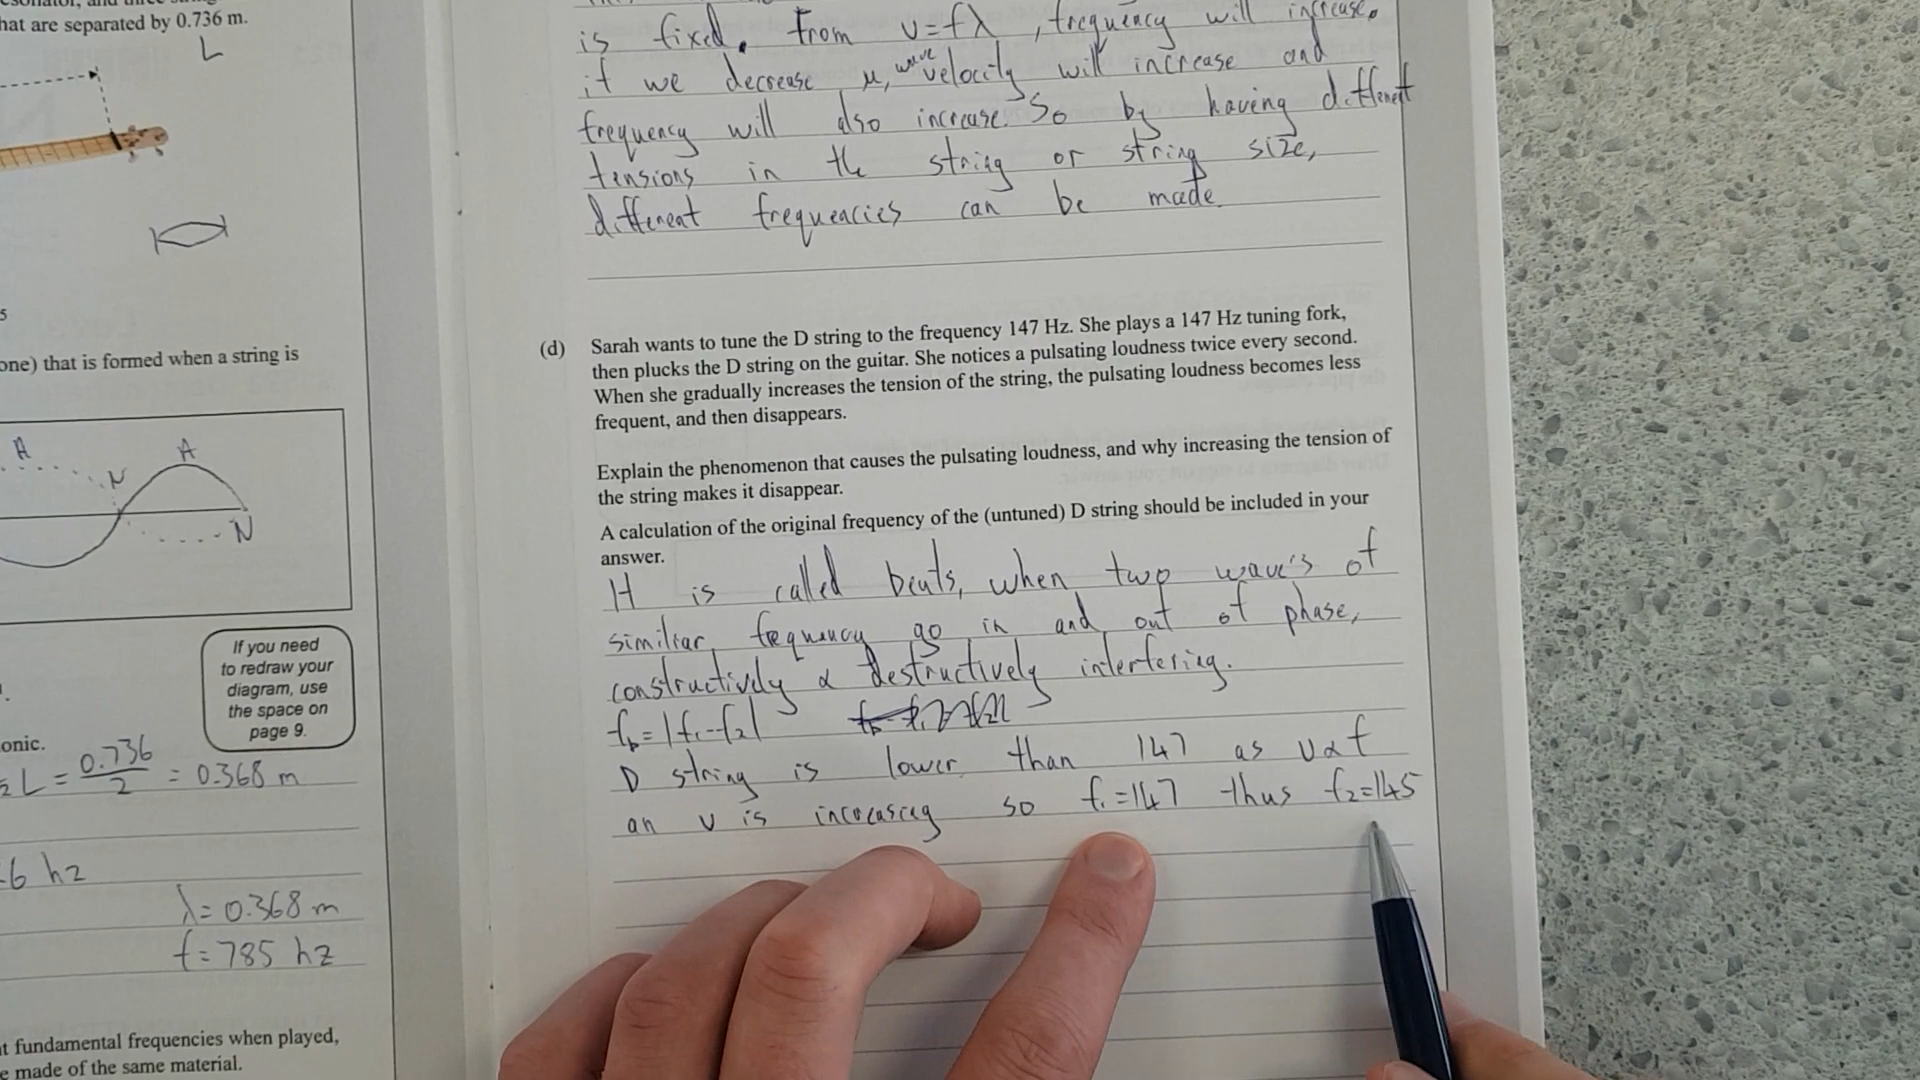 hat are separated by 0.736 m.
L
5
one) that is formed when a string is
A
N
A
N
If you need
to redraw your
diagram, use
the space on
page 9.
onic.
L = 0.736 / 2 = 0.368 m
6 hz
λ = 0.368 m
f = 785 hz
t fundamental frequencies when played,
e made of the same material.
is fixed. From v=fλ, frequency will increase.
if we decrease μ, wave velocity will increase and
frequency will also increase. So by having different
tensions in the string or string size,
different frequencies can be made.
(d) Sarah wants to tune the D string to the frequency 147 Hz. She plays a 147 Hz tuning fork,
then plucks the D string on the guitar. She notices a pulsating loudness twice every second.
When she gradually increases the tension of the string, the pulsating loudness becomes less
frequent, and then disappears.
Explain the phenomenon that causes the pulsating loudness, and why increasing the tension of
the string makes it disappear.
A calculation of the original frequency of the (untuned) D string should be included in your
answer.
It is called beats, when two wave's of
similiar frequency go in and out of phase,
constructively & destructively interfering.
fb=|f1-f2|
D string is lower than 147 as v∝f
an v is increasing so f1=147 thus f2=145